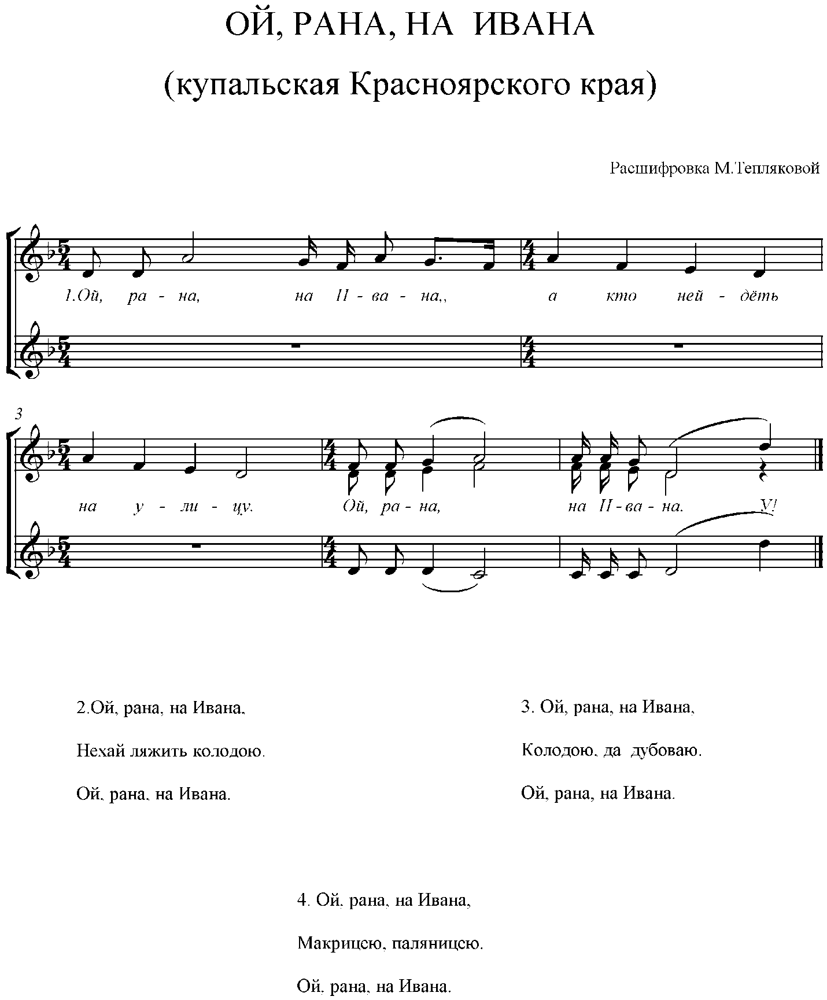 ОЙ, РАНА, НА ИВАНА
(купальская Красноярского края)
Расшифровка М.Тепляковой
1.Ой, ра - на, на И - ва - на,, а кто ней - дёть
3
на у - ли - цу. Ой, ра - на, на И - ва - на. У!
2.Ой, рана, на Ивана,
Нехай ляжить колодою.
Ой, рана, на Ивана.
3. Ой, рана, на Ивана,
Колодою, да дубоваю.
Ой, рана, на Ивана.
4. Ой, рана, на Ивана,
Макрицею, паляницею.
Ой, рана, на Ивана.